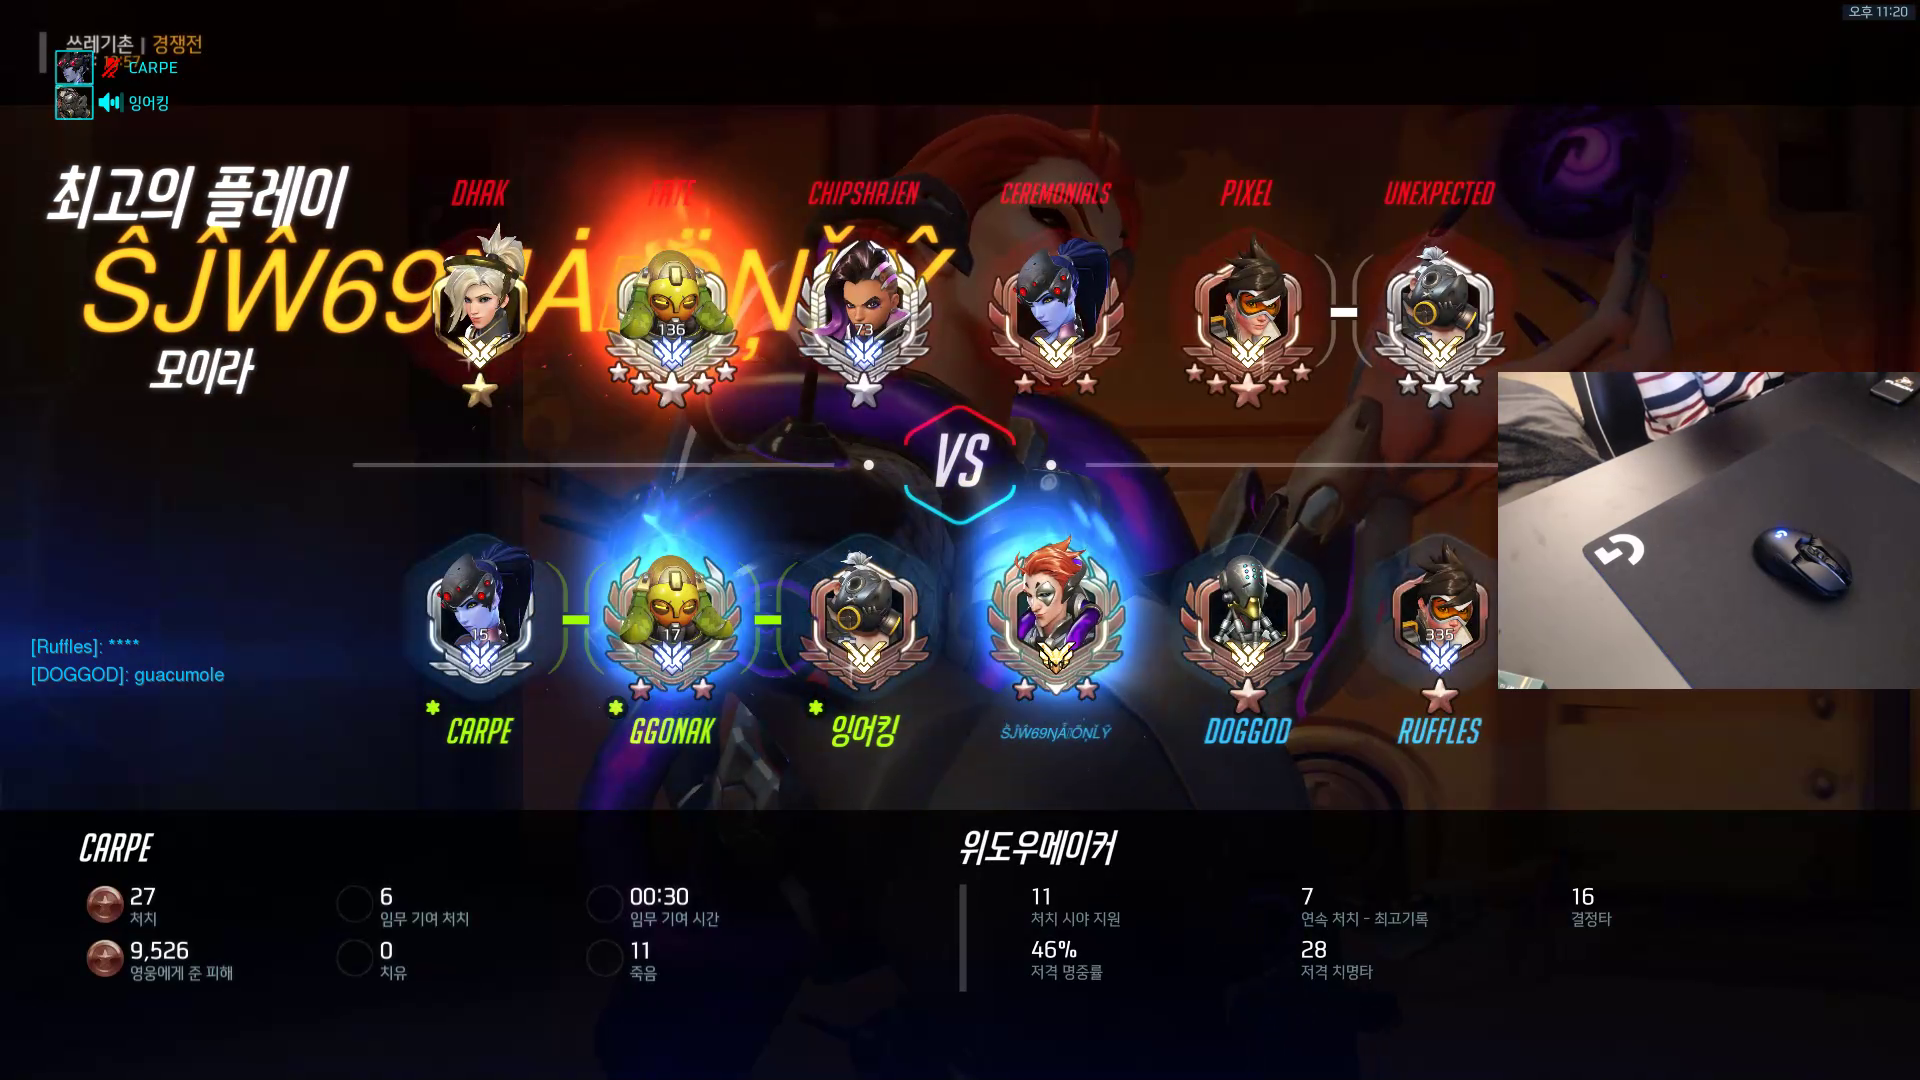 오후 11:20
쓰레기촌 | 경쟁전
CARPE
잉어킹
최고의 플레이
모이라
DHAK
FATE
CHIPSHAJEN
CEREMONIALS
PIXEL
UNEXPECTED
136
73
VS
15
17
335
[Ruffles]: ****
[DOGGOD]: guacumole
CARPE
GGONAK
잉어킹
DOGGOD
RUFFLES
CARPE
위도우메이커
27
처치
6
임무 기여 처치
00:30
임무 기여 시간
9,526
영웅에게 준 피해
0
치유
11
죽음
11
처치 시야 지원
7
연속 처치 - 최고기록
16
결정타
46%
저격 명중률
28
저격 치명타